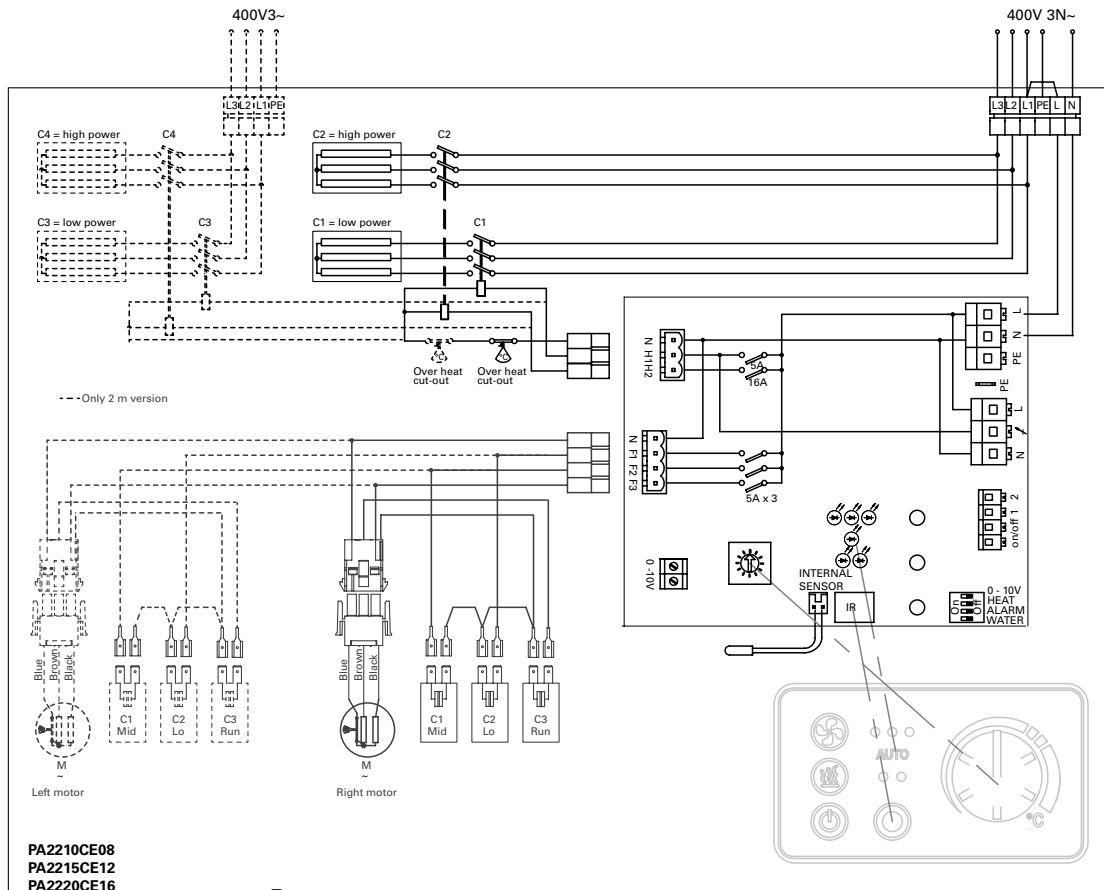 400V3~
400V 3N~
L3 L2 L1 PE
L3 L2 L1 PE L N
C4 = high power
C4
C2 = high power
C2
C3 = low power
C3
C1 = low power
C1
°C
°C
Over heat
cut-out
Over heat
cut-out
--- Only 2 m version
N H1 H2
5A
16A
L
N
PE
PE
L
N
N F1 F2 F3
5A x 3
0 - 10V
on/off 1 2
INTERNAL
SENSOR
IR
On
Off
0 - 10V
HEAT
ALARM
WATER
Blue
Brown
Black
C1
Mid
C2
Lo
C3
Run
M
~
Left motor
Blue
Brown
Black
C1
Mid
C2
Lo
C3
Run
M
~
Right motor
AUTO
°C
PA2210CE08
PA2215CE12
PA2220CE16